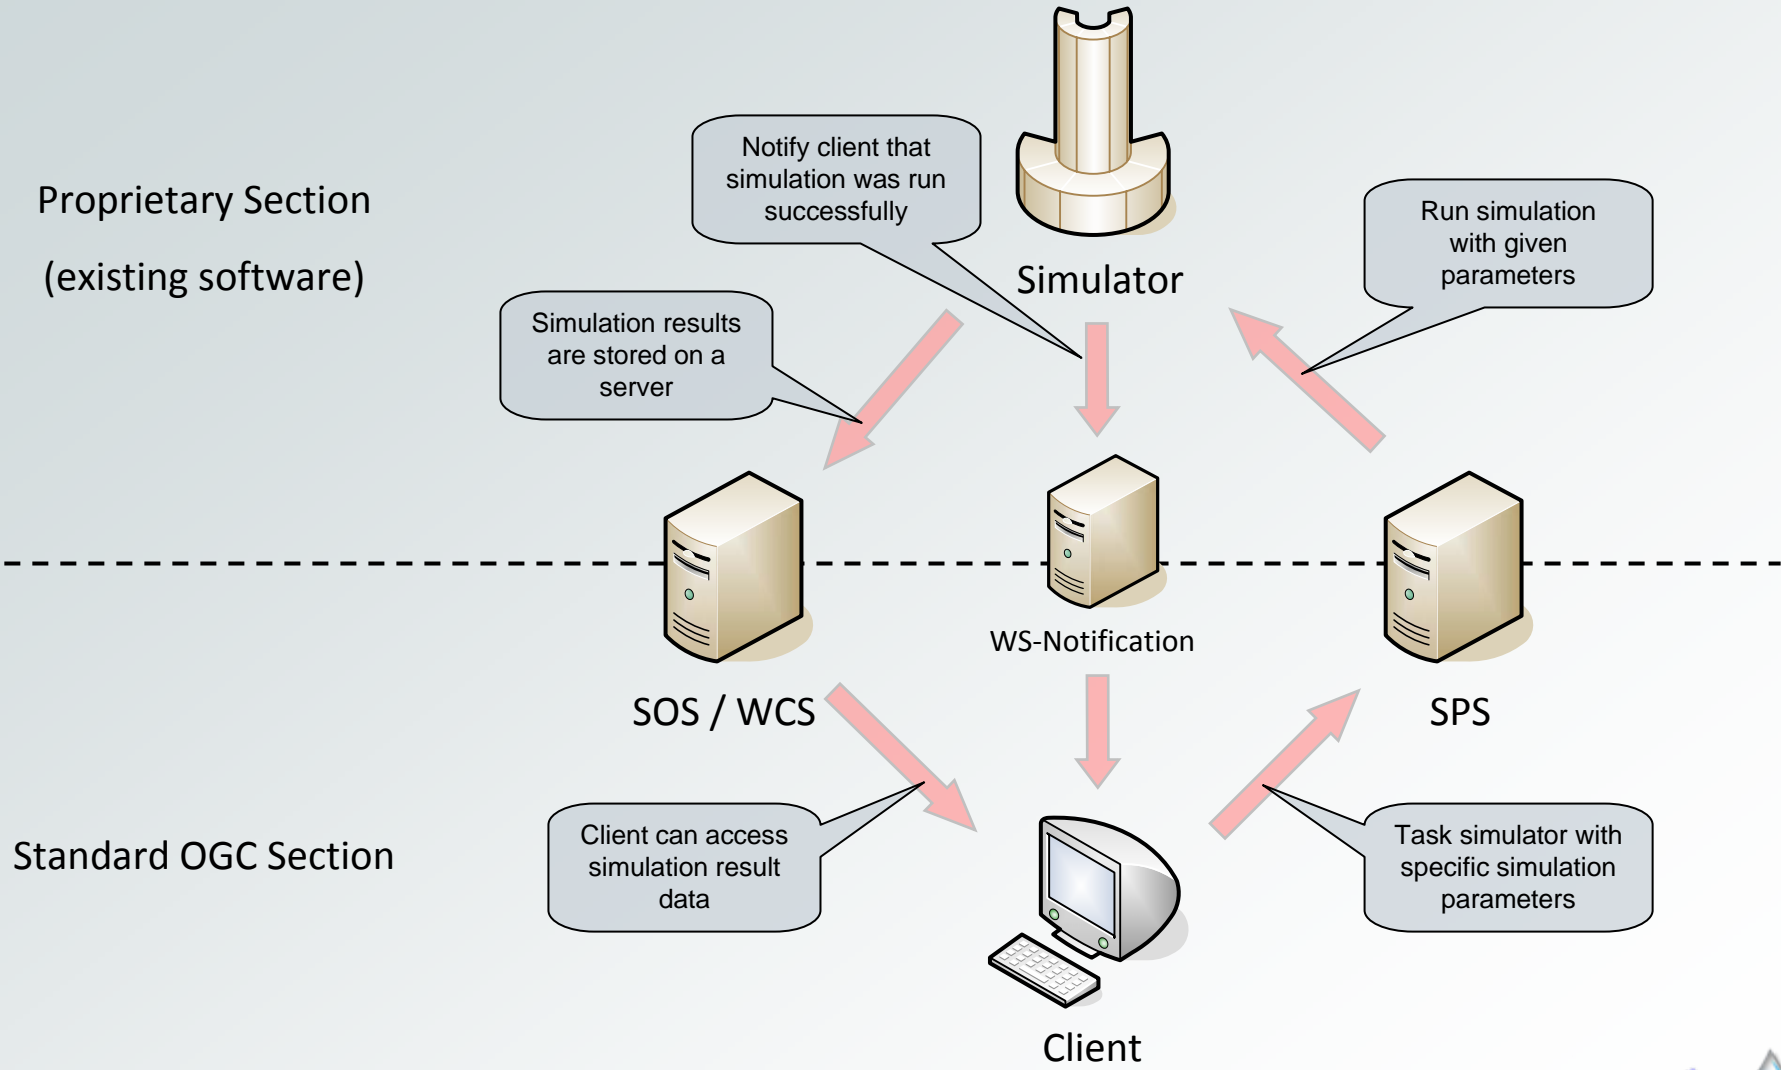 Notify client that
simulation was run
successfully
Proprietary Section
(existing software)
Run simulation
with given
parameters
Simulator
Simulation results
are stored on a
server
WS-Notification
SOS / WCS
SPS
Standard OGC Section
Client can access
simulation result
data
Task simulator with
specific simulation
parameters
Client